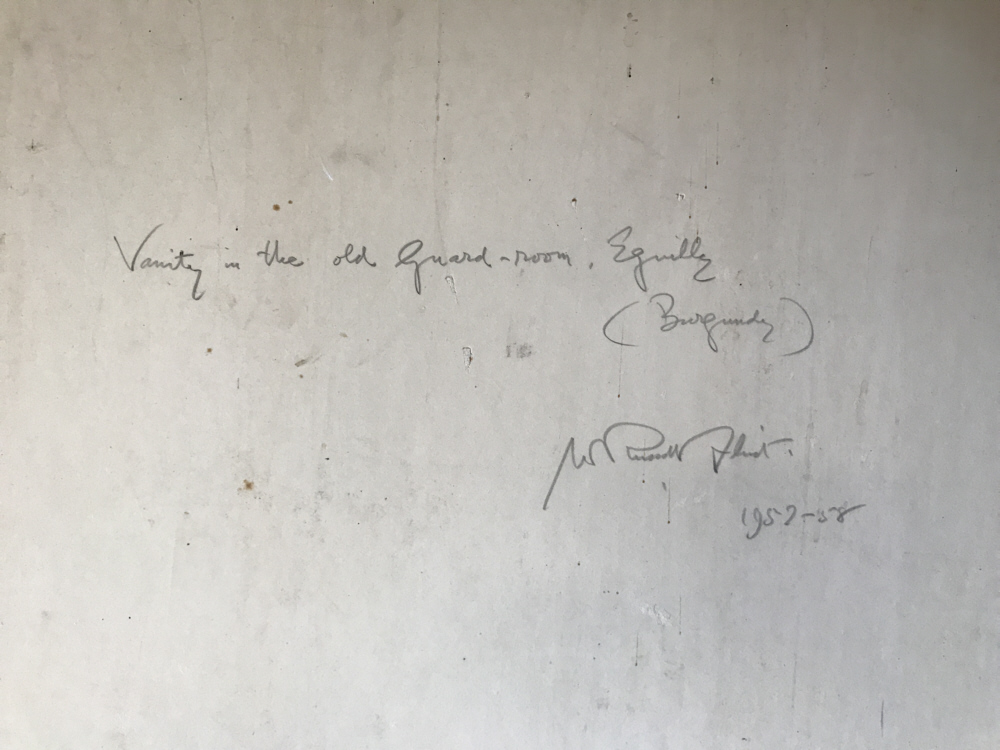 Vanity in the old Guard-room, Eguilly
(Burgundy)
W Russell Flint.
1957-58